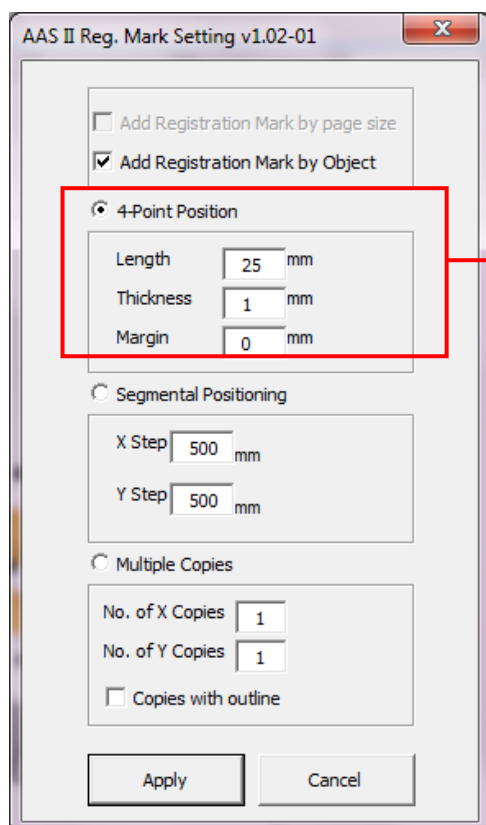 AAS II Reg. Mark Setting v1.02-01
Add Registration Mark by page size
Add Registration Mark by Object
4-Point Position
Length 25 mm
Thickness 1 mm
Margin 0 mm
Segmental Positioning
X Step 500 mm
Y Step 500 mm
Multiple Copies
No. of X Copies 1
No. of Y Copies 1
Copies with outline
Apply Cancel